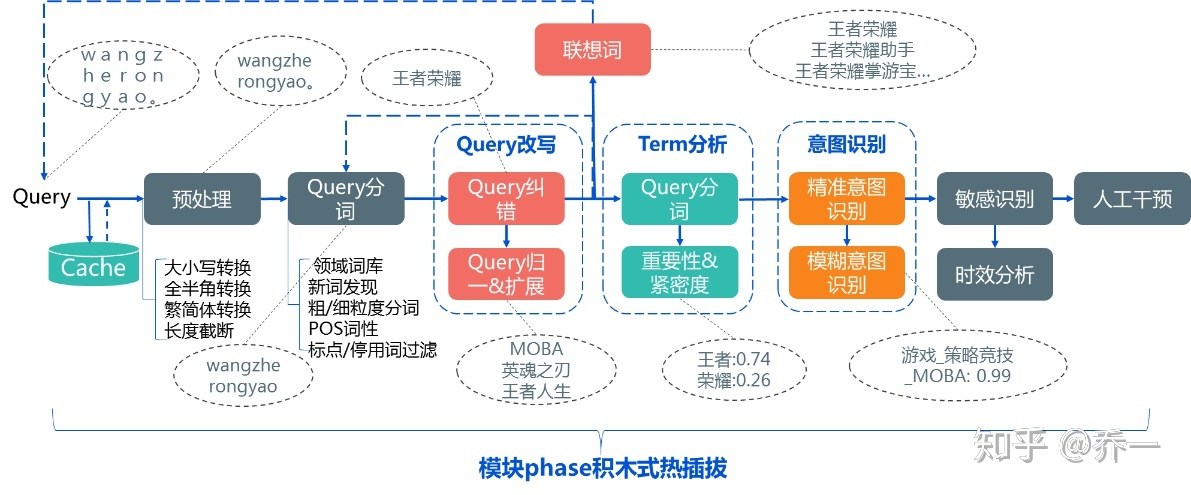 联想词
王者荣耀
王者荣耀助手
王者荣耀掌游宝...
w a n g z
h e r o n
g y a o。
wangzhe
rongyao。
王者荣耀
Query改写
Term分析
意图识别
Query
预处理
Query分
词
Query纠
错
Query分
词
精准意图
识别
敏感识别
人工干预
Cache
Query归
一&扩展
重要性&
紧密度
模糊意图
识别
时效分析
大小写转换
全半角转换
繁简体转换
长度截断
领域词库
新词发现
粗/细粒度分词
POS词性
标点/停用词过滤
wangzhe
rongyao
MOBA
英魂之刃
王者人生
王者:0.74
荣耀:0.26
游戏_策略竞技
_MOBA: 0.99
模块phase积木式热插拔
知乎 @乔一